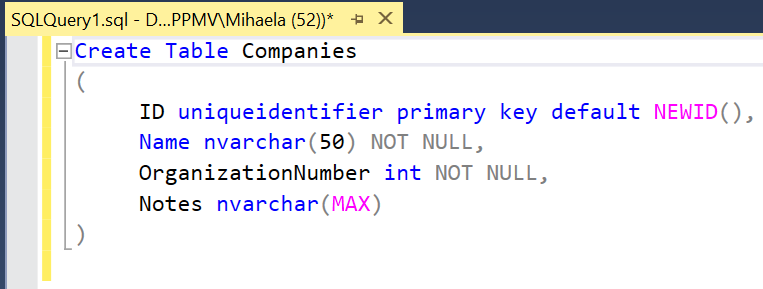 SQLQuery1.sql - D...PPMV\Mihaela (52))*
Create Table Companies
(
ID uniqueidentifier primary key default NEWID(),
Name nvarchar(50) NOT NULL,
OrganizationNumber int NOT NULL,
Notes nvarchar(MAX)
)